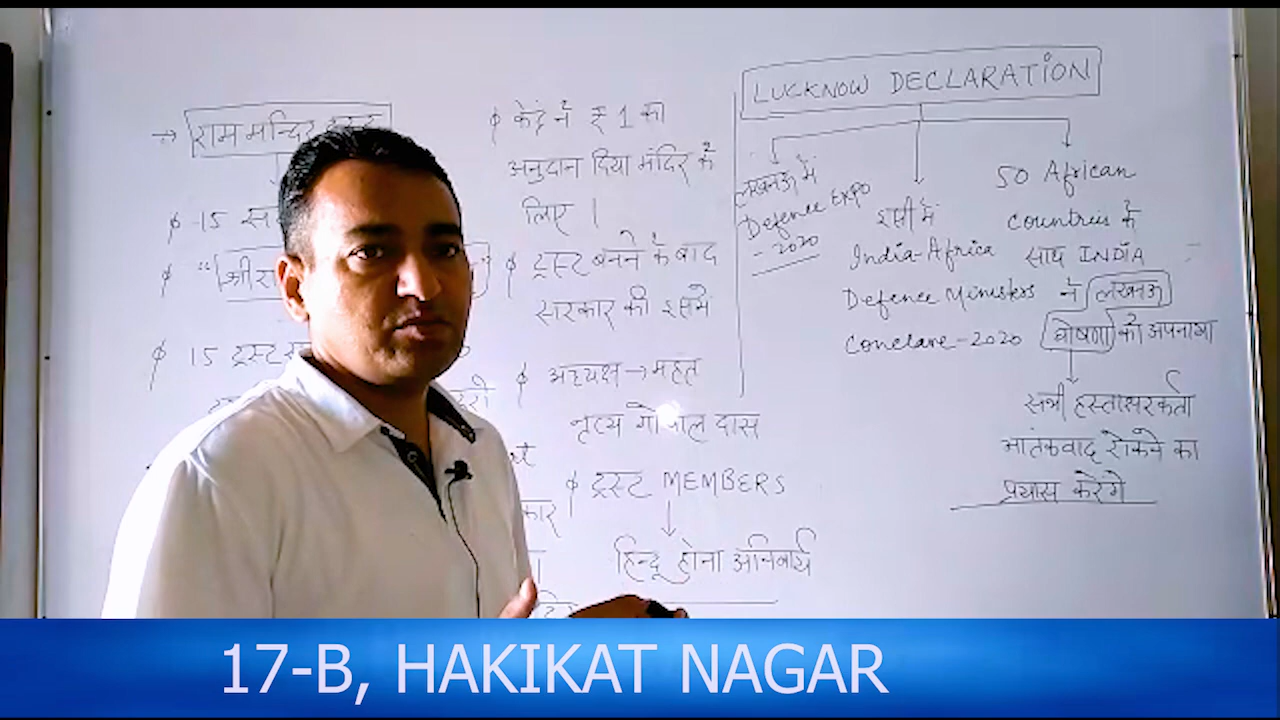 → राम मन्दिर
15
"श्री
15 ट्रस्ट
केंद्र ने ₹ 1 का
अनुदान दिया मंदिर के
लिए ।
ट्रस्ट बनने के बाद
सरकार की इसमें
अध्यक्ष → महंत
नृत्य गोपाल दास
ट्रस्ट MEMBERS
हिन्दू होना अनिवार्य
LUCKNOW DECLARATION
लखनऊ में
Defence Expo
- 2020
इसी में
India-Africa
Defence Ministers
Conclave-2020
50 African
Countries के
साथ INDIA
ने लखनऊ
घोषणा को अपनाया
सभी हस्ताक्षरकर्ता
आतंकवाद रोकने का
प्रयास करेंगे
17-B, HAKIKAT NAGAR